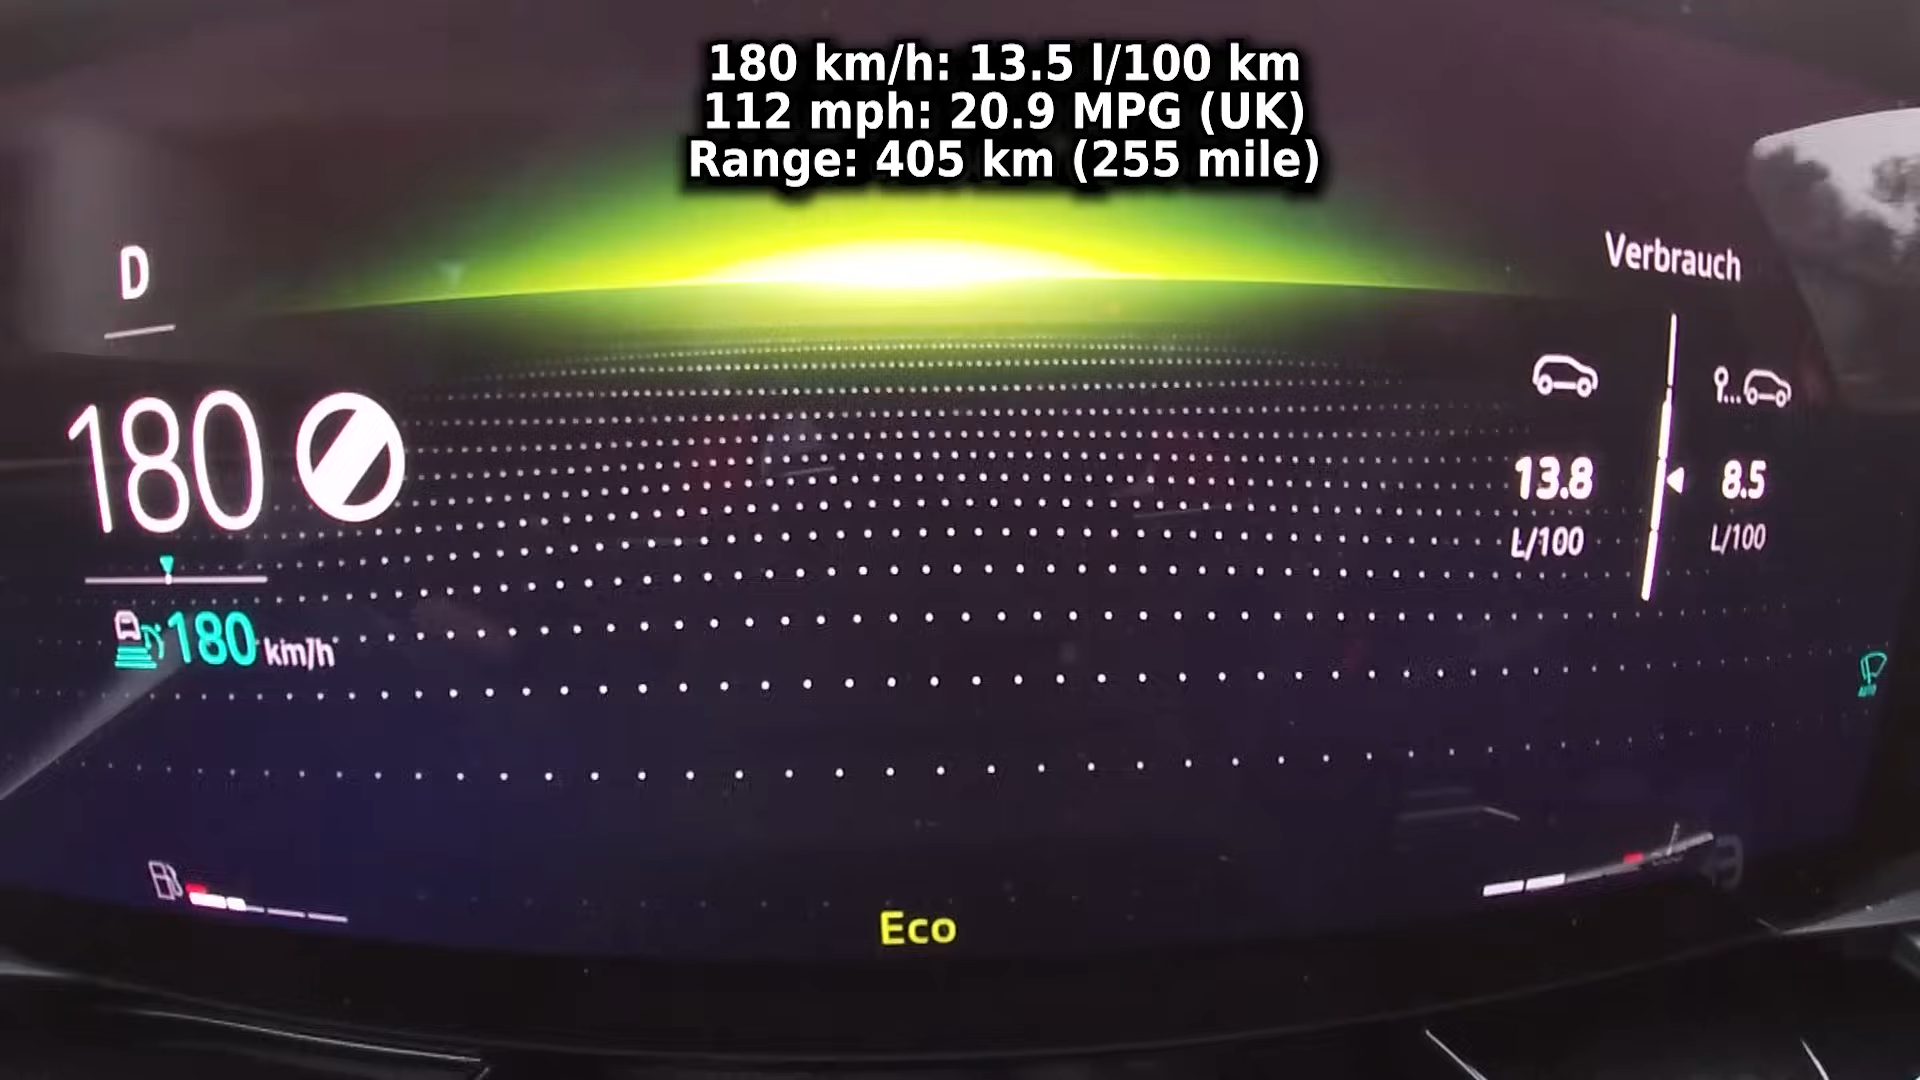 180 km/h: 13.5 l/100 km
112 mph: 20.9 MPG (UK)
Range: 405 km (255 mile)
D
Verbrauch
180
13.8
8.5
L/100
L/100
180 km/h
AUTO
Eco